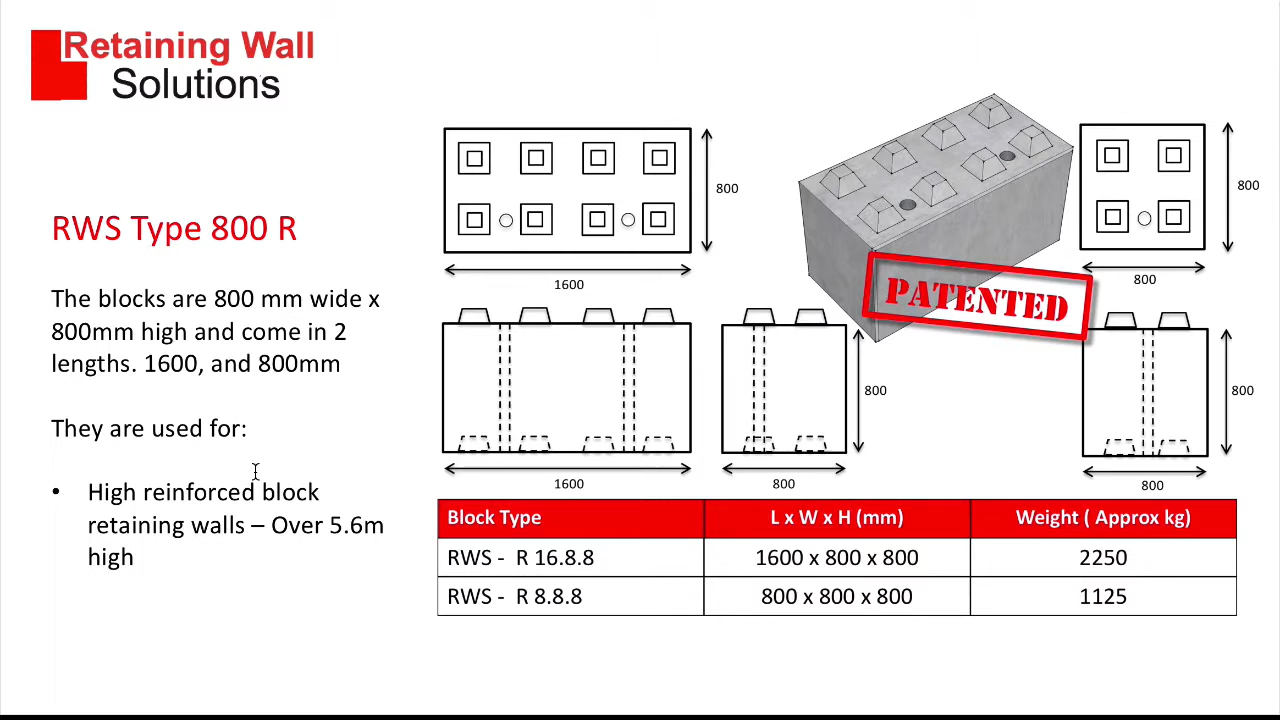 Retaining Wall
Solutions
RWS Type 800 R
The blocks are 800 mm wide x
800mm high and come in 2
lengths. 1600, and 800mm
They are used for:
• High reinforced block
retaining walls – Over 5.6m
high
800
1600
800
800
PATENTED
800
1600
800
800
800
Block Type L x W x H (mm) Weight ( Approx kg)
RWS - R 16.8.8 1600 x 800 x 800 2250
RWS - R 8.8.8 800 x 800 x 800 1125